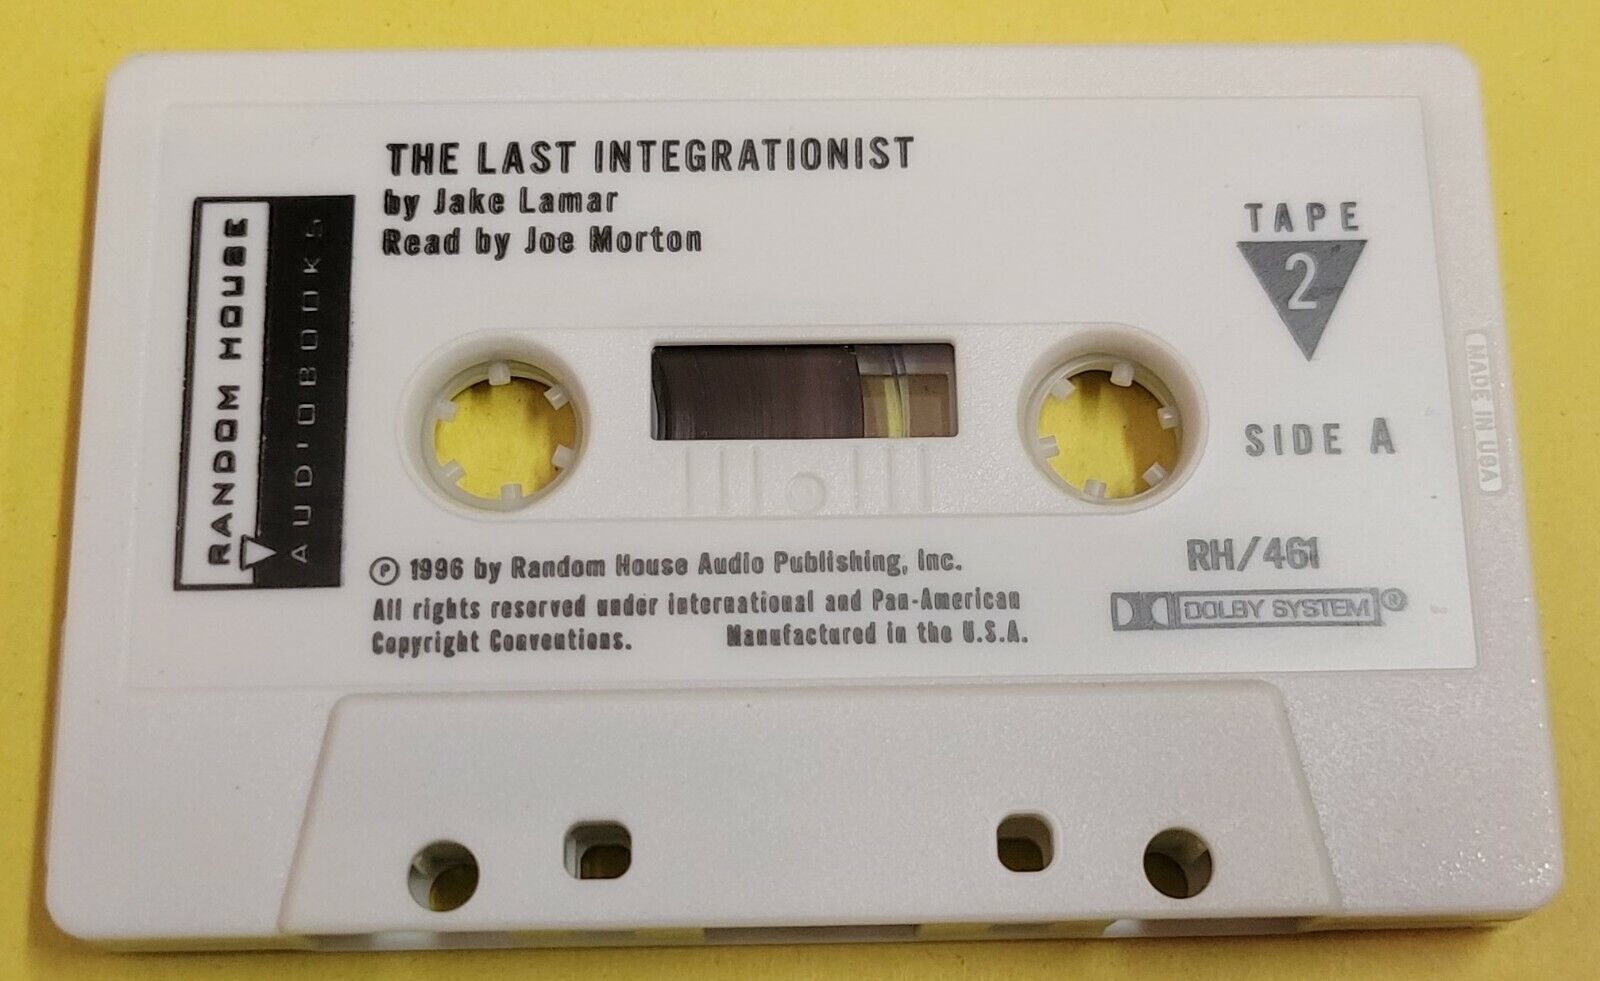 THE LAST INTEGRATIONIST
by Jake Lamar
Read by Joe Morton
RANDOM HOUSE
AUDIOBOOKS
TAPE
2
SIDE A
MADE IN USA
RH/461
DOLBY SYSTEM®
℗ 1996 by Random House Audio Publishing, Inc.
All rights reserved under international and Pan-American
Copyright Conventions. Manufactured in the U.S.A.